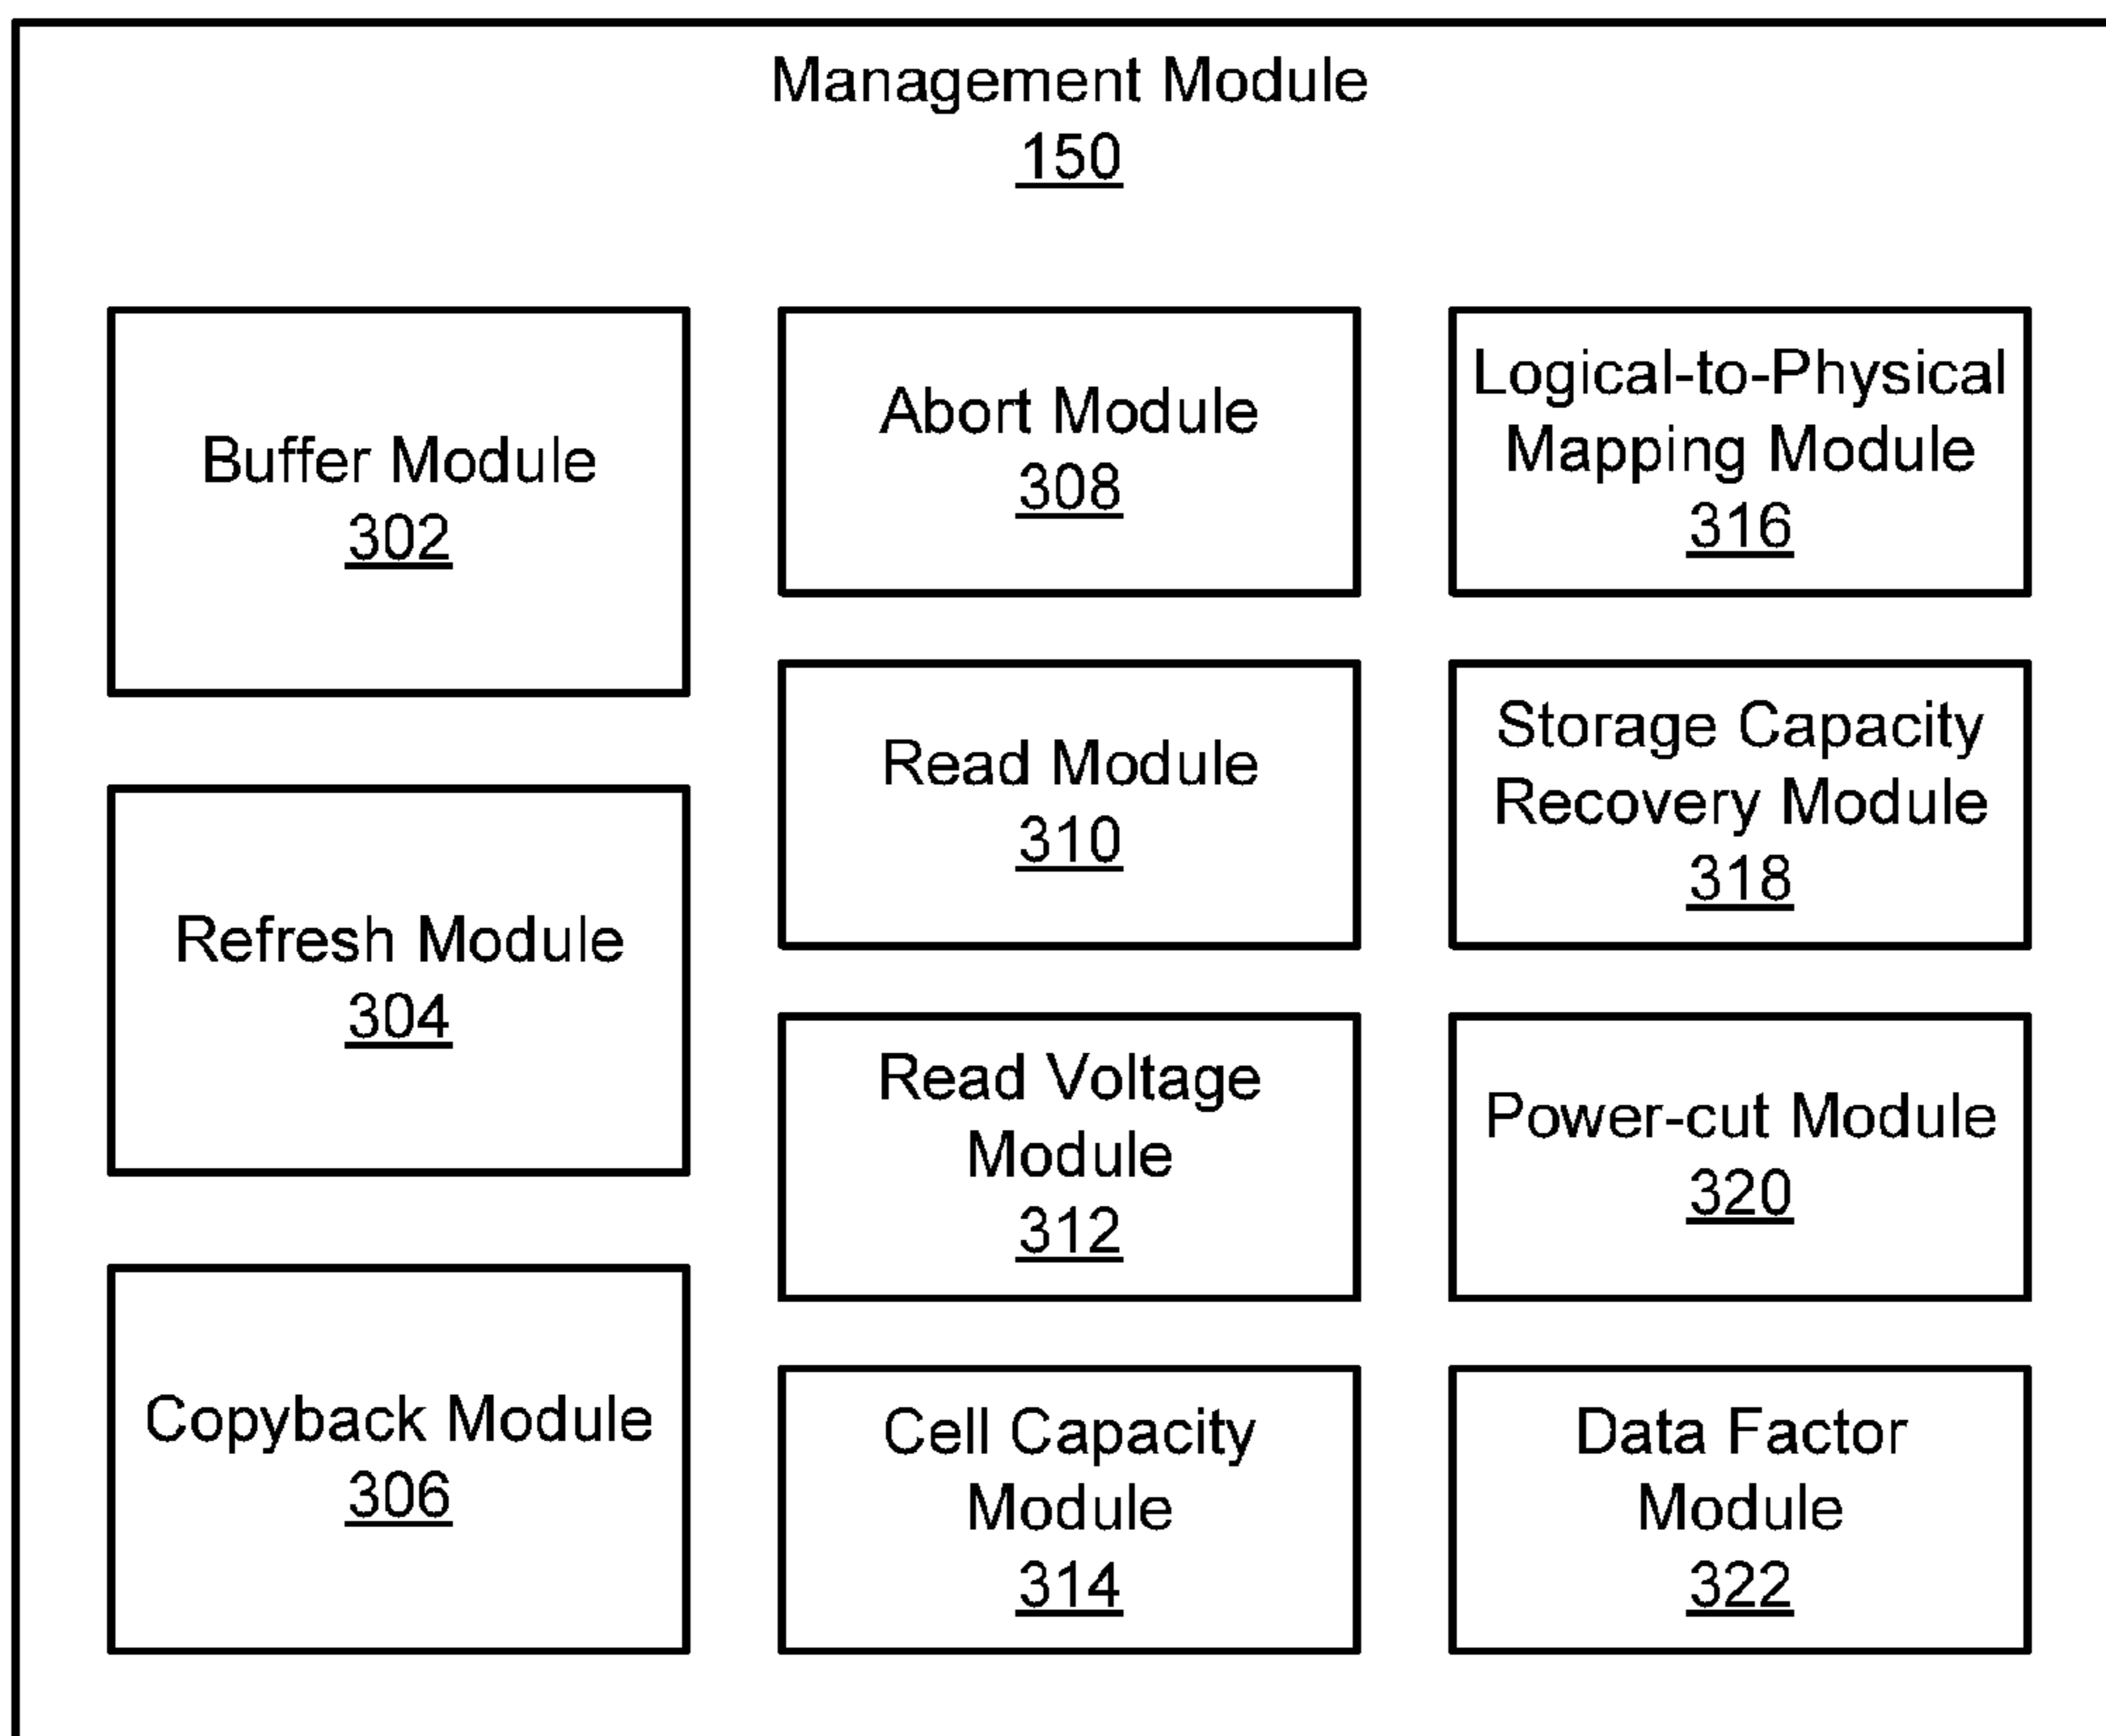 Management Module
150
Buffer Module
302
Refresh Module
304
Copyback Module
306
Abort Module
308
Read Module
310
Read Voltage
Module
312
Cell Capacity
Module
314
Logical-to-Physical
Mapping Module
316
Storage Capacity
Recovery Module
318
Power-cut Module
320
Data Factor
Module
322